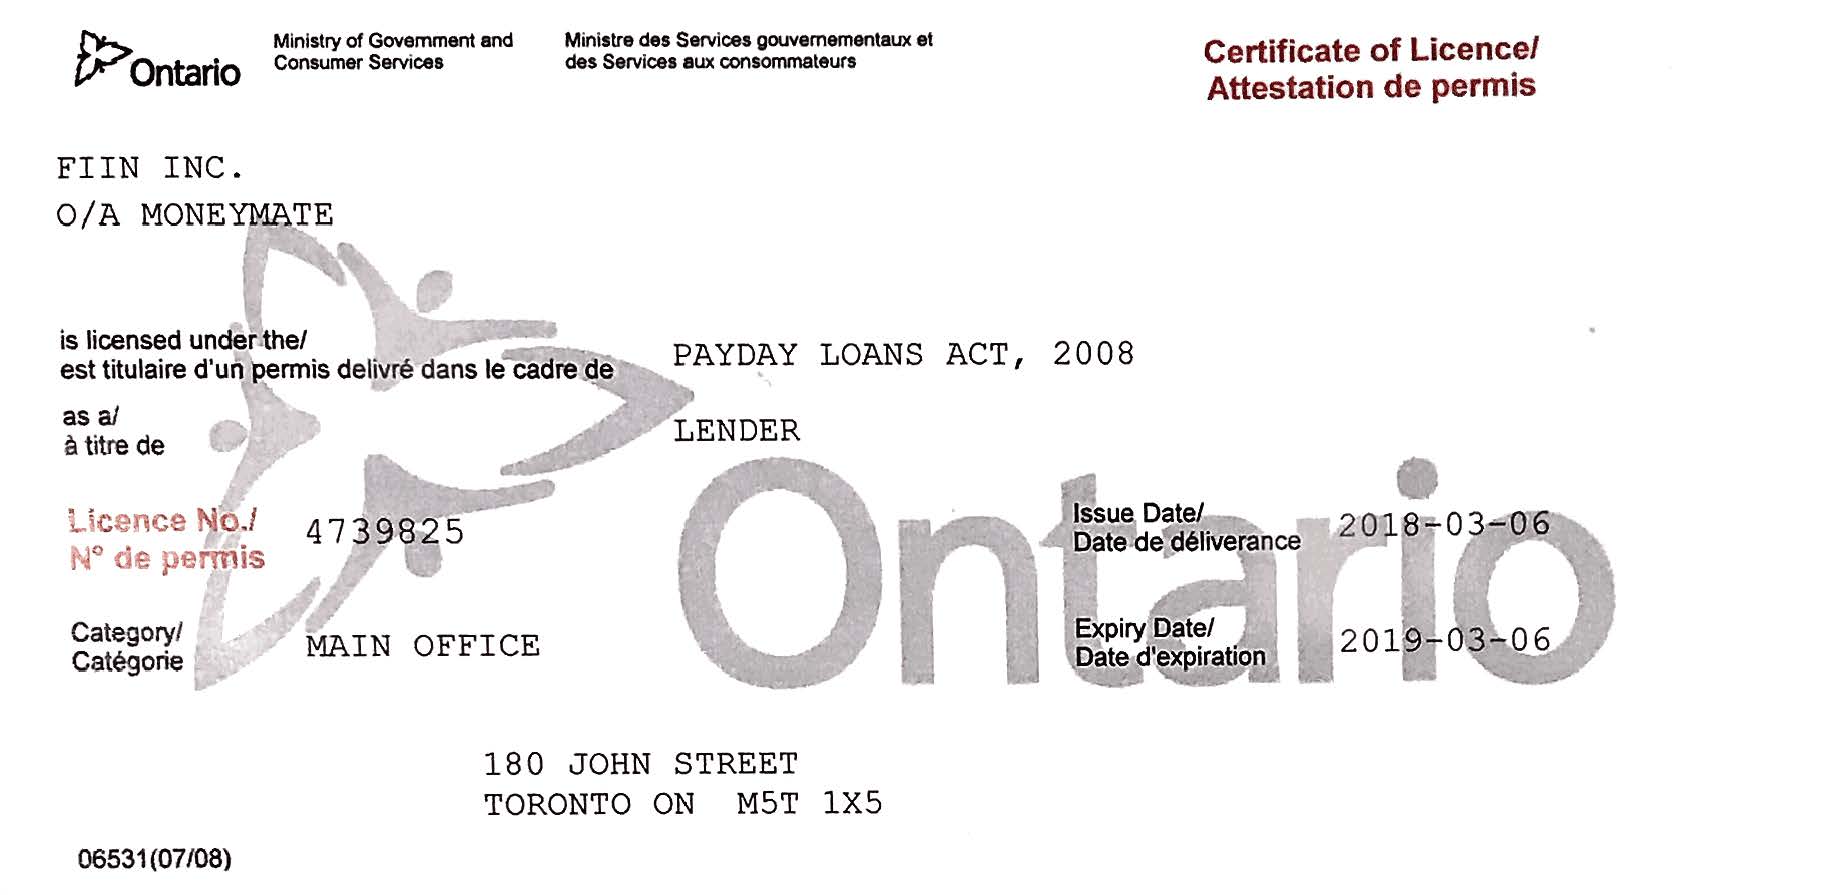 Ontario
Ministry of Government and
Consumer Services
Ministre des Services gouvernementaux et
des Services aux consommateurs
Certificate of Licence/
Attestation de permis
FIIN INC.
O/A MONEYMATE
is licensed under the/
est titulaire d'un permis delivré dans le cadre de
PAYDAY LOANS ACT, 2008
as a/
à titre de
LENDER
Licence No./
N° de permis
4739825
Issue Date/
Date de déliverance
2018-03-06
Category/
Catégorie
MAIN OFFICE
Expiry Date/
Date d'expiration
2019-03-06
Ontario
180 JOHN STREET
TORONTO ON M5T 1X5
06531(07/08)